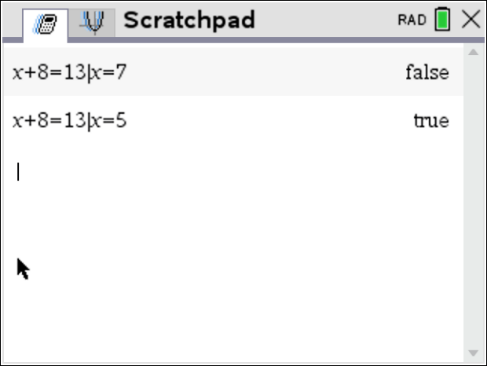 Scratchpad
RAD
x+8=13|x=7 false
x+8=13|x=5 true